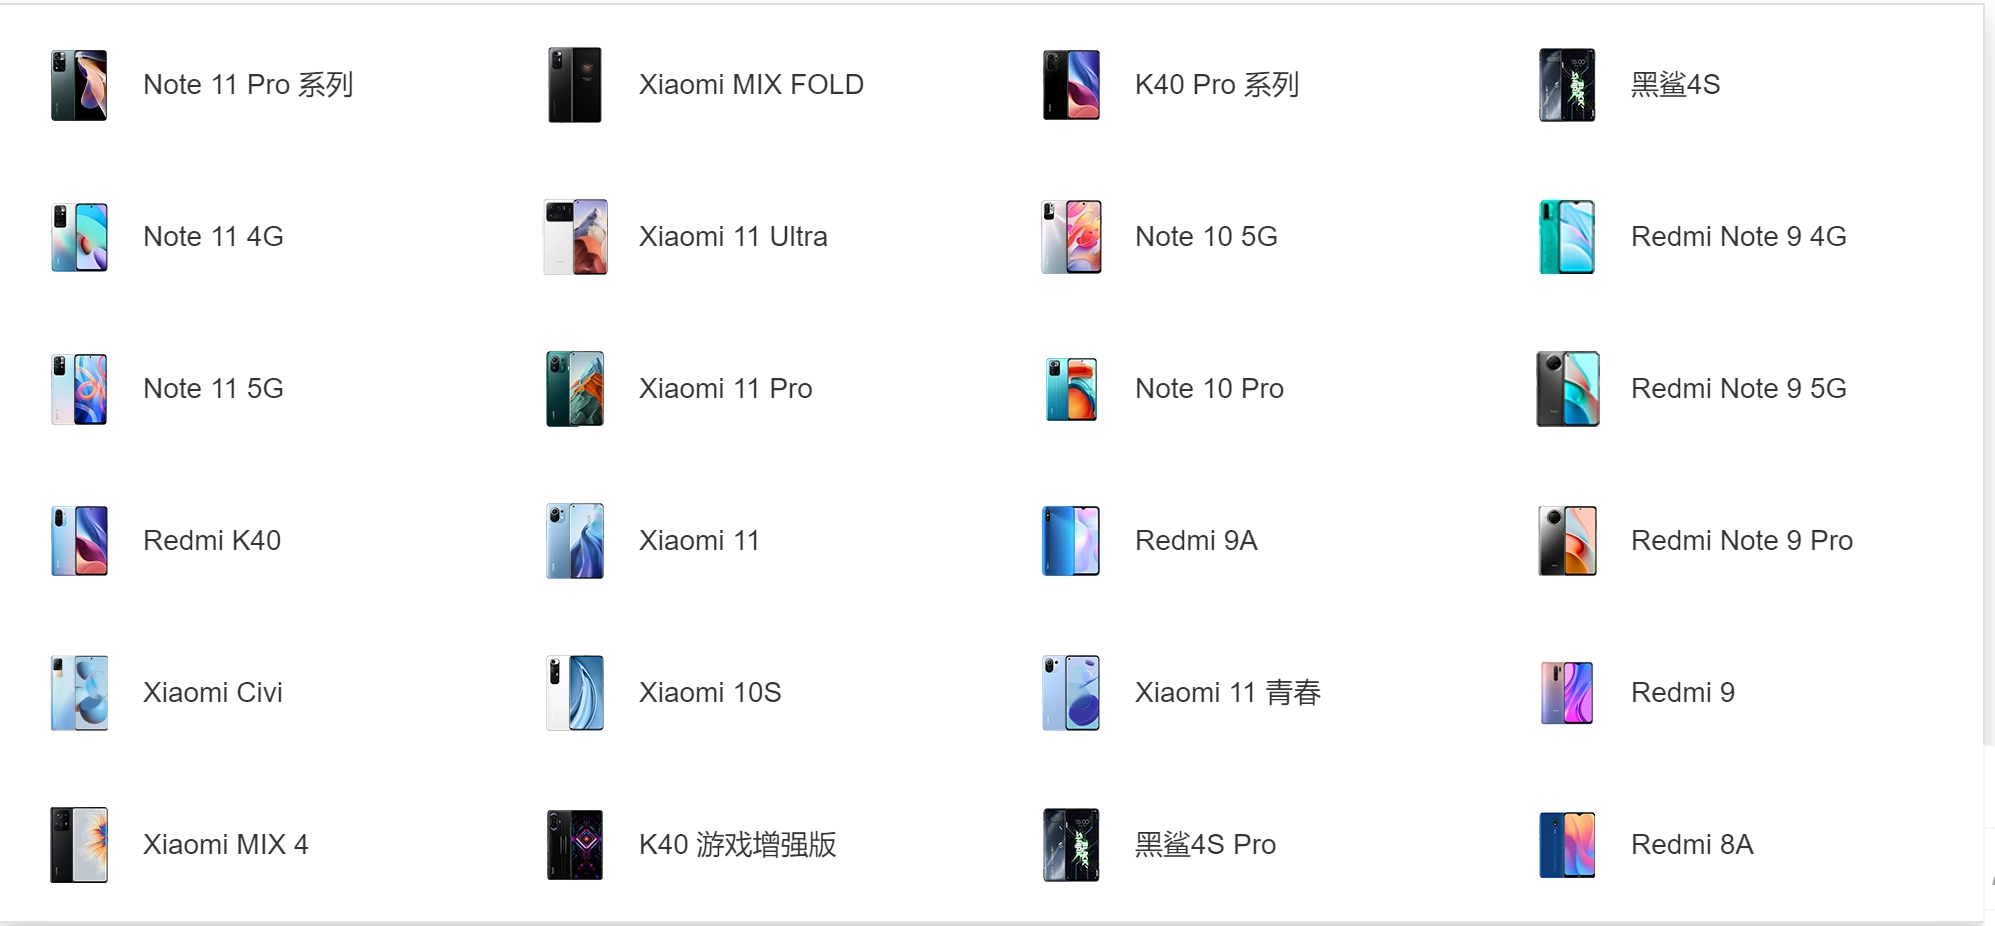 Note 11 Pro 系列
Xiaomi MIX FOLD
K40 Pro 系列
黑鲨4S
Note 11 4G
Xiaomi 11 Ultra
Note 10 5G
Redmi Note 9 4G
Note 11 5G
Xiaomi 11 Pro
Note 10 Pro
Redmi Note 9 5G
Redmi K40
Xiaomi 11
Redmi 9A
Redmi Note 9 Pro
Xiaomi Civi
Xiaomi 10S
Xiaomi 11 青春
Redmi 9
Xiaomi MIX 4
K40 游戏增强版
黑鲨4S Pro
Redmi 8A